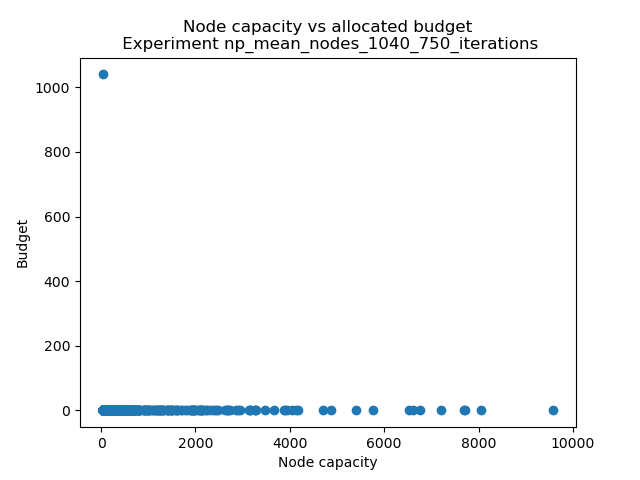 Node capacity vs allocated budget
Experiment np_mean_nodes_1040_750_iterations
1000
800
600
400
200
0
Budget
0 2000 4000 6000 8000 10000
Node capacity